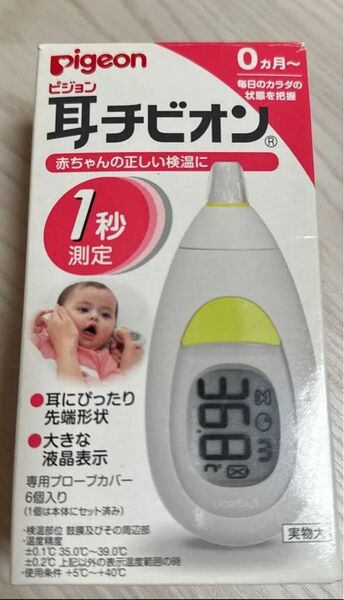 Pigeon
ピジョン
0ヵ月~
毎日のカラダの
状態を把握
耳チビオン®
赤ちゃんの正しい検温に
1秒
測定
●耳にぴったり
先端形状
●大きな
液晶表示
36.8
℃
Pigeon
専用プローブカバー
6個入り
(1個は本体にセット済み)
・検温部位 鼓膜及びその周辺部
・温度精度
±0.1℃ 35.0℃~39.0℃
±0.2℃ 上記以外の表示温度範囲の時
・使用条件 +5℃~+40℃
実物大